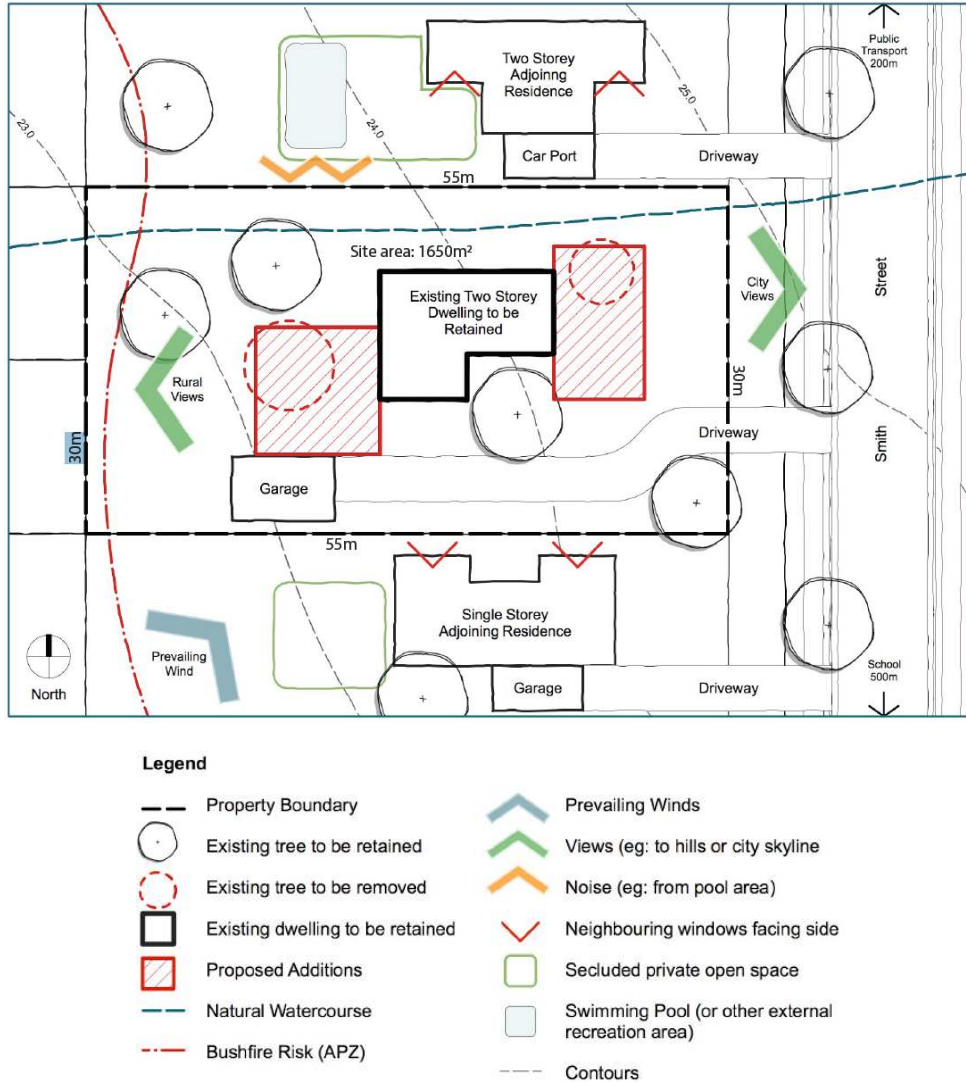 Public
Transport
200m
Two Storey
Adjoinng
Residence
25.0
24.0
23.0
Car Port
Driveway
55m
Site area: 1650m²
Existing Two Storey
Dwelling to be
Retained
City
Views
Street
Rural
Views
30m
30m
Driveway
Smith
Garage
55m
Single Storey
Adjoining Residence
Prevailing
Wind
North
School
500m
Garage
Driveway
Legend
Property Boundary
Existing tree to be retained
Existing tree to be removed
Existing dwelling to be retained
Proposed Additions
Natural Watercourse
Bushfire Risk (APZ)
Prevailing Winds
Views (eg: to hills or city skyline
Noise (eg: from pool area)
Neighbouring windows facing side
Secluded private open space
Swimming Pool (or other external
recreation area)
Contours